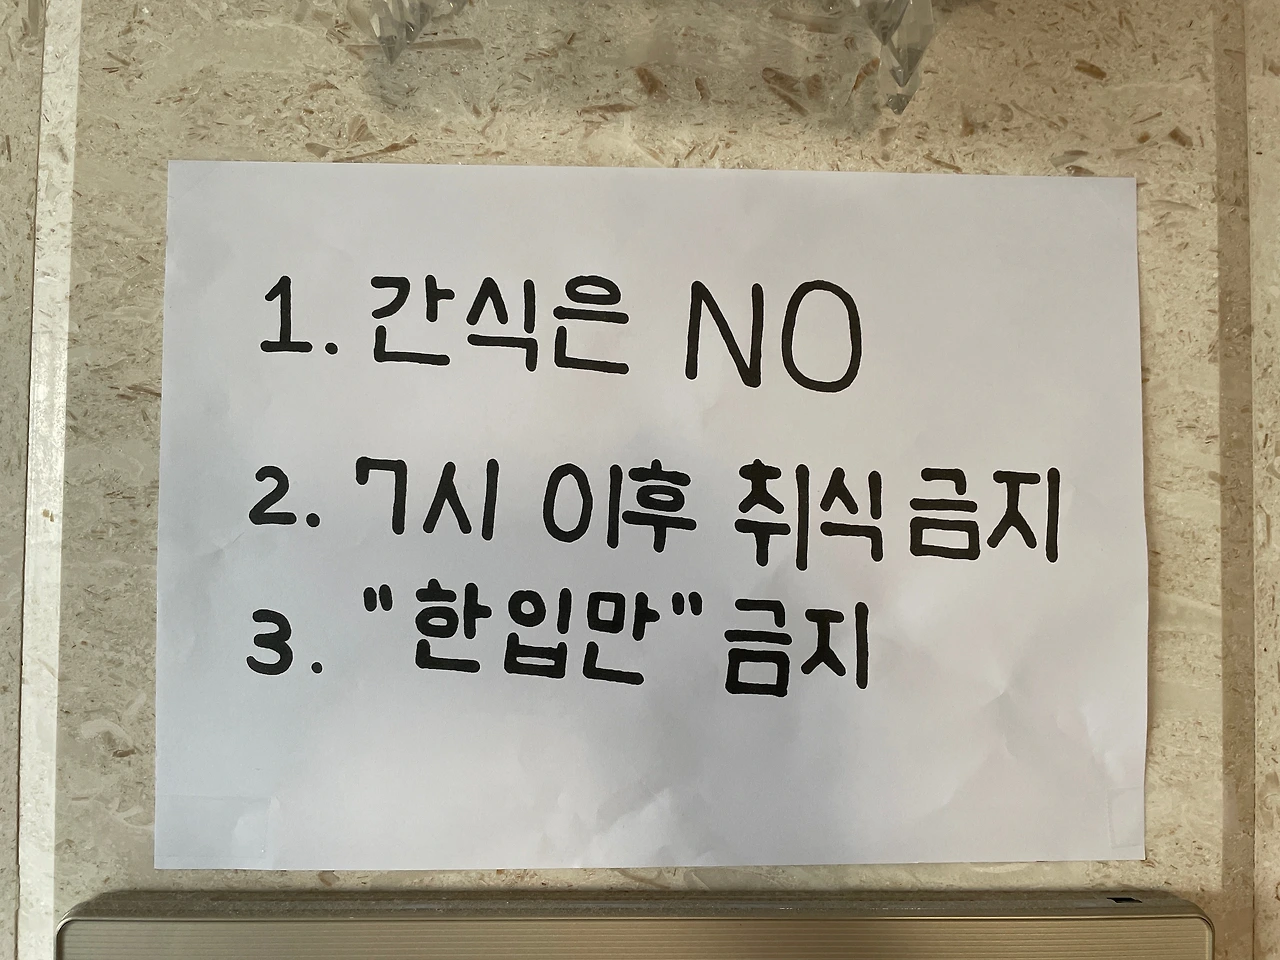 1. 간식은 NO
2. 7시 이후 취식 금지
3. "한입만" 금지